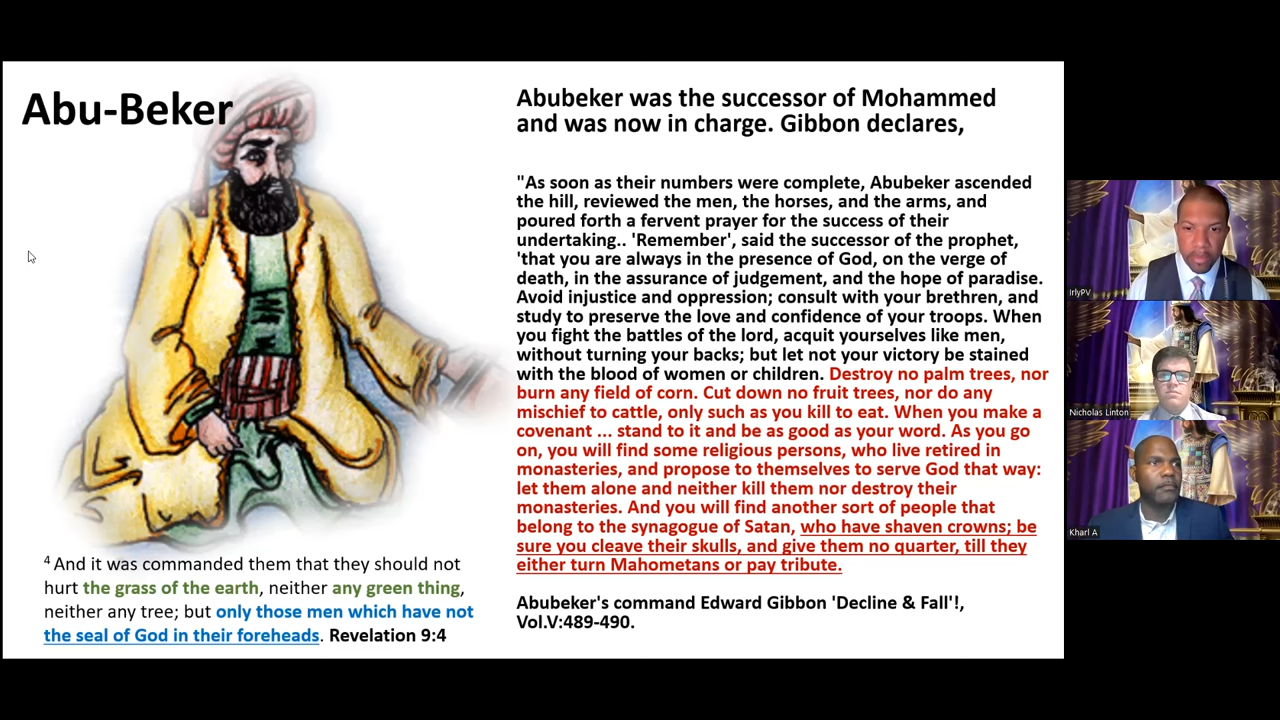 Abu-Beker
Abubeker was the successor of Mohammed
and was now in charge. Gibbon declares,
"As soon as their numbers were complete, Abubeker ascended
the hill, reviewed the men, the horses, and the arms, and
poured forth a fervent prayer for the success of their
undertaking.. 'Remember', said the successor of the prophet,
'that you are always in the presence of God, on the verge of
death, in the assurance of judgement, and the hope of paradise.
Avoid injustice and oppression; consult with your brethren, and
study to preserve the love and confidence of your troops. When
you fight the battles of the lord, acquit yourselves like men,
without turning your backs; but let not your victory be stained
with the blood of women or children. Destroy no palm trees, nor
burn any field of corn. Cut down no fruit trees, nor do any
mischief to cattle, only such as you kill to eat. When you make a
covenant ... stand to it and be as good as your word. As you go
on, you will find some religious persons, who live retired in
monasteries, and propose to themselves to serve God that way:
let them alone and neither kill them nor destroy their
monasteries. And you will find another sort of people that
belong to the synagogue of Satan, who have shaven crowns; be
sure you cleave their skulls, and give them no quarter, till they
either turn Mahometans or pay tribute.
Abubeker's command Edward Gibbon 'Decline & Fall'!,
Vol.V:489-490.
4 And it was commanded them that they should not
hurt the grass of the earth, neither any green thing,
neither any tree; but only those men which have not
the seal of God in their foreheads. Revelation 9:4
IrlyPV
Nicholas Linton
Kharl A